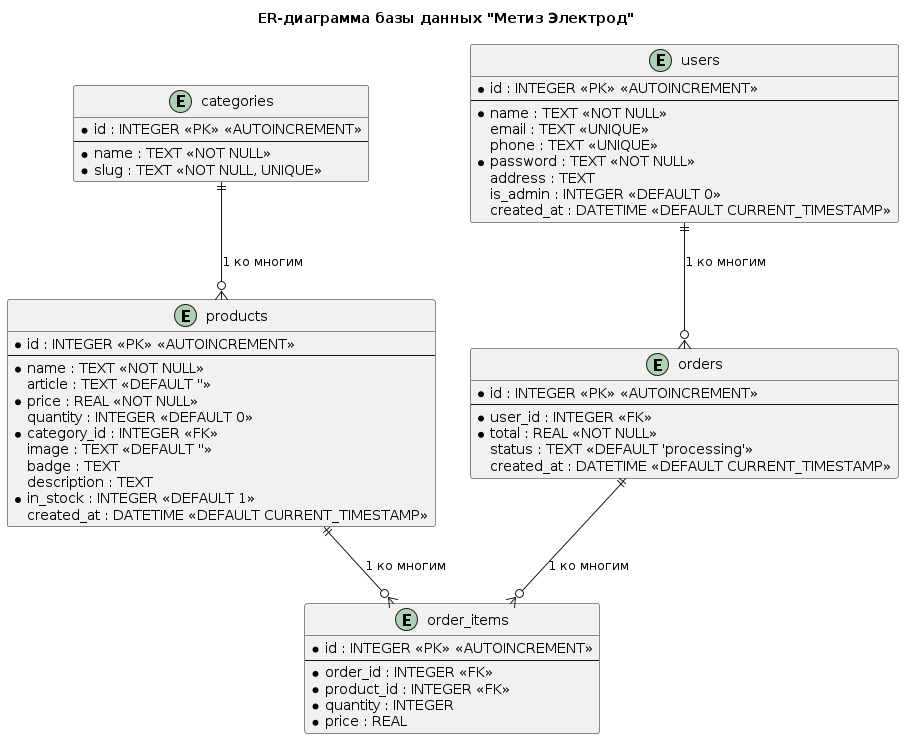 ER-диаграмма базы данных "Метиз Электрод"
E categories
id : INTEGER «PK» «AUTOINCREMENT»
name : TEXT «NOT NULL»
slug : TEXT «NOT NULL, UNIQUE»
E users
id : INTEGER «PK» «AUTOINCREMENT»
name : TEXT «NOT NULL»
email : TEXT «UNIQUE»
phone : TEXT «UNIQUE»
password : TEXT «NOT NULL»
address : TEXT
is_admin : INTEGER «DEFAULT 0»
created_at : DATETIME «DEFAULT CURRENT_TIMESTAMP»
1 ко многим
1 ко многим
E products
id : INTEGER «PK» «AUTOINCREMENT»
name : TEXT «NOT NULL»
article : TEXT «DEFAULT ''»
price : REAL «NOT NULL»
quantity : INTEGER «DEFAULT 0»
category_id : INTEGER «FK»
image : TEXT «DEFAULT ''»
badge : TEXT
description : TEXT
in_stock : INTEGER «DEFAULT 1»
created_at : DATETIME «DEFAULT CURRENT_TIMESTAMP»
E orders
id : INTEGER «PK» «AUTOINCREMENT»
user_id : INTEGER «FK»
total : REAL «NOT NULL»
status : TEXT «DEFAULT 'processing'»
created_at : DATETIME «DEFAULT CURRENT_TIMESTAMP»
1 ко многим
1 ко многим
E order_items
id : INTEGER «PK» «AUTOINCREMENT»
order_id : INTEGER «FK»
product_id : INTEGER «FK»
quantity : INTEGER
price : REAL